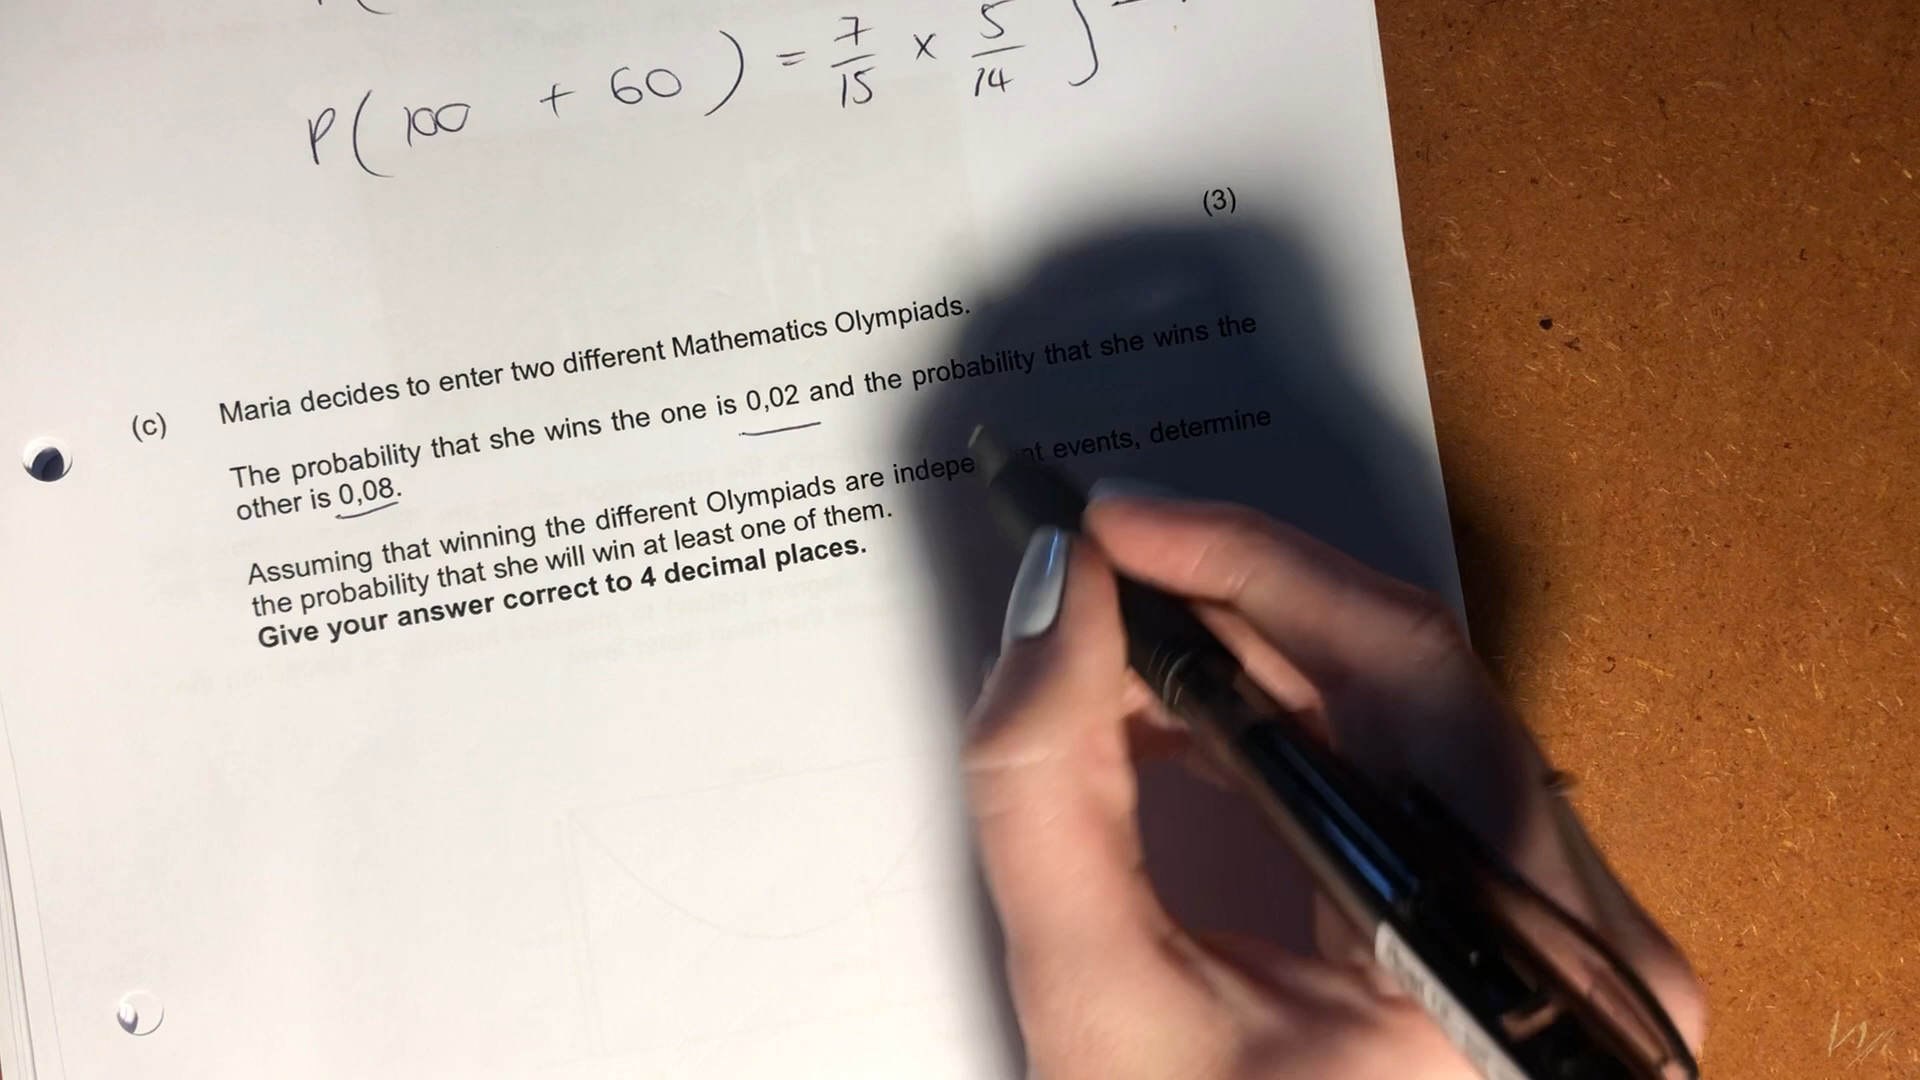 P(100 + 60) = 7/15 x 5/14 ]
(3)
(c) Maria decides to enter two different Mathematics Olympiads.
The probability that she wins the one is 0,02 and the probability that she wins the
other is 0,08.
Assuming that winning the different Olympiads are indepe nt events, determine
the probability that she will win at least one of them.
Give your answer correct to 4 decimal places.